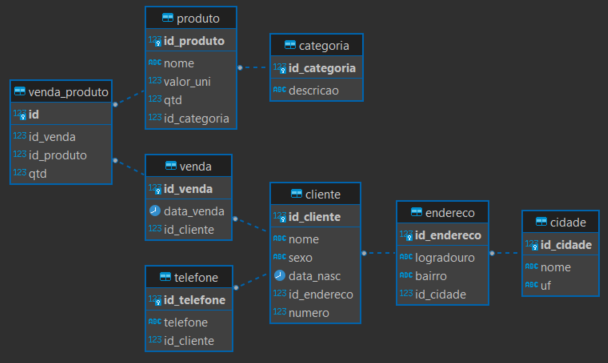 produto
123 id_produto
ABC nome
123 valor_uni
123 qtd
123 id_categoria
categoria
123 id_categoria
ABC descricao
venda_produto
123 id
123 id_venda
123 id_produto
123 qtd
venda
123 id_venda
data_venda
123 id_cliente
telefone
123 id_telefone
ABC telefone
123 id_cliente
cliente
123 id_cliente
ABC nome
ABC sexo
data_nasc
123 id_endereco
123 numero
endereco
123 id_endereco
ABC logradouro
ABC bairro
123 id_cidade
cidade
123 id_cidade
ABC nome
ABC uf